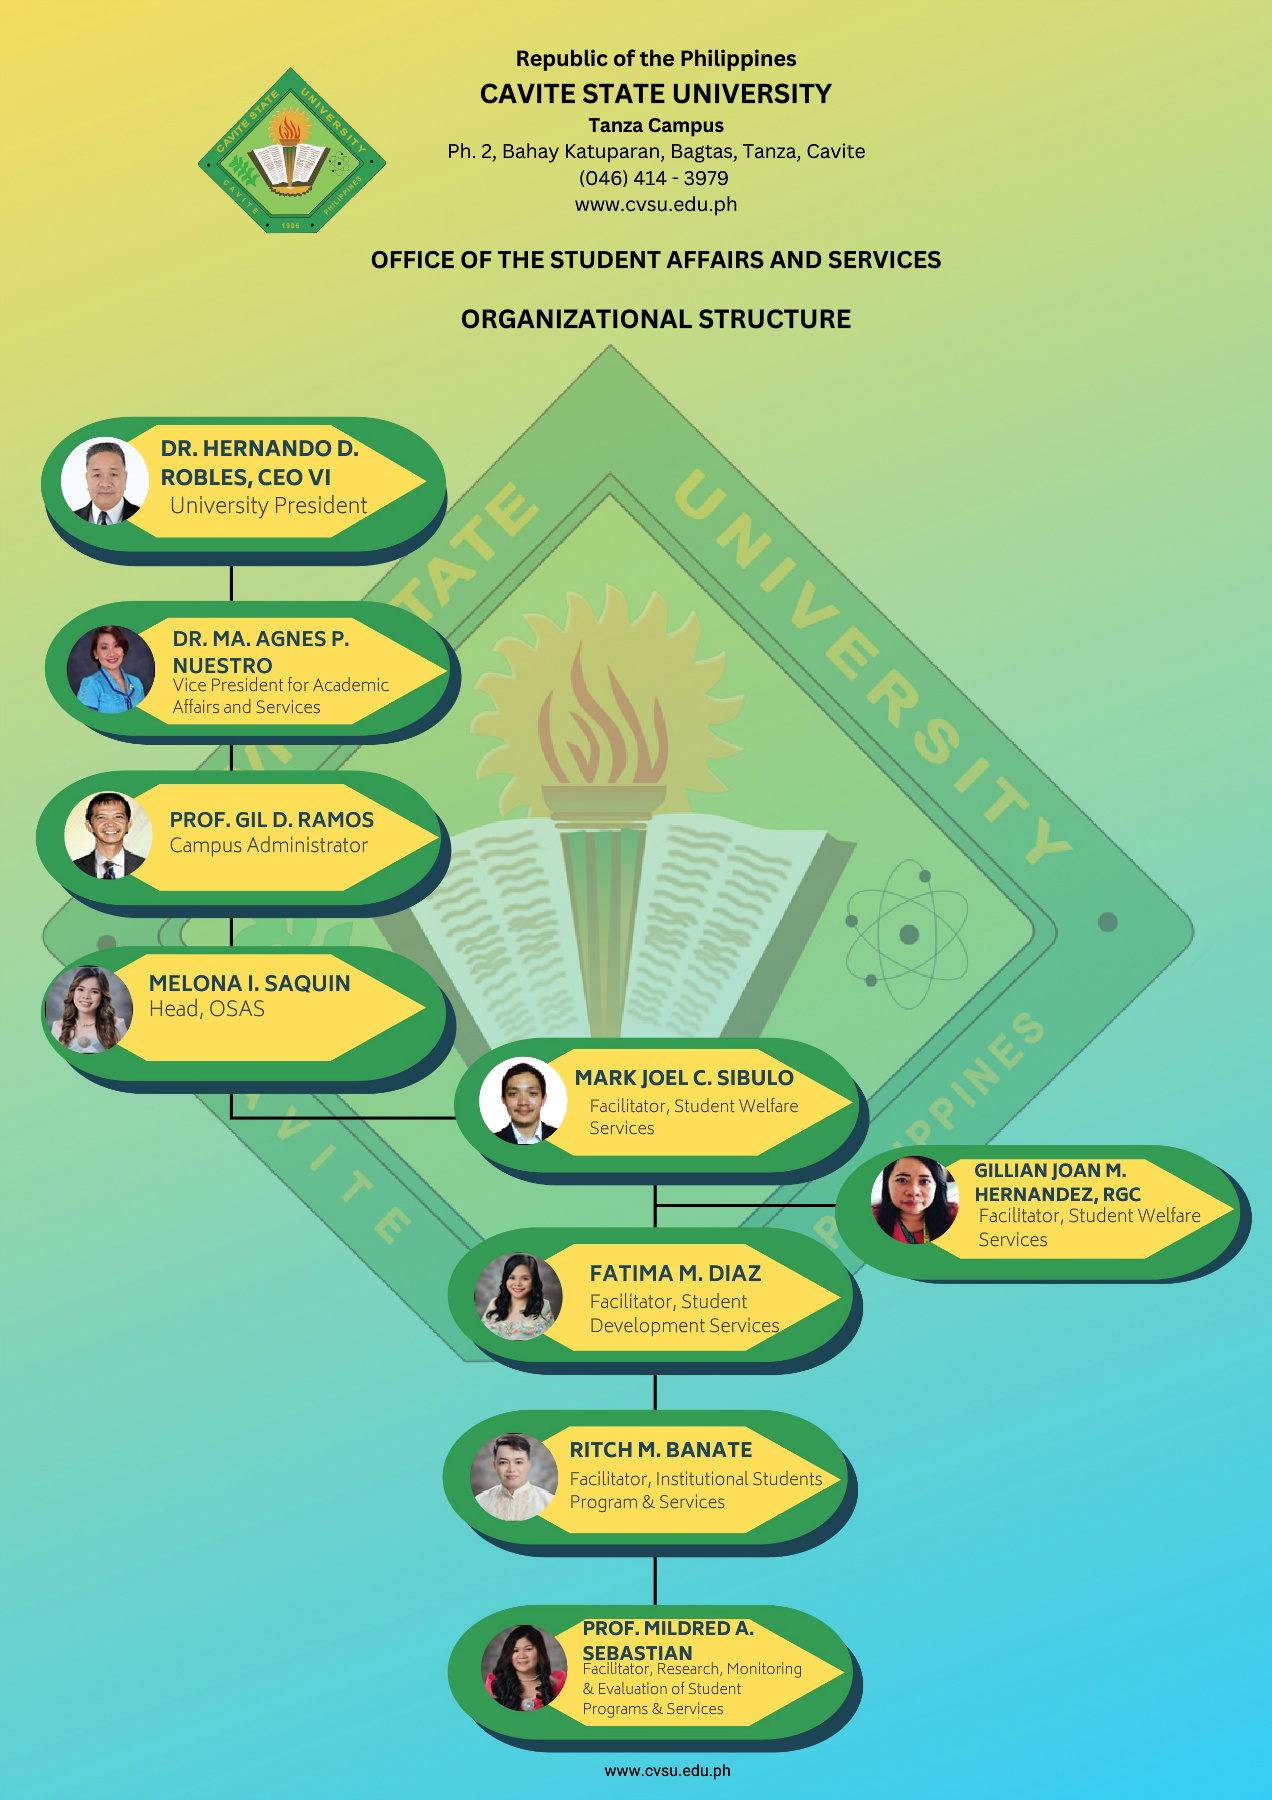 Republic of the Philippines
CAVITE STATE UNIVERSITY
Tanza Campus
Ph. 2, Bahay Katuparan, Bagtas, Tanza, Cavite
(046) 414 - 3979
www.cvsu.edu.ph
CAVITE STATE UNIVERSITY
CAVITE 1906 PHILIPPINES
OFFICE OF THE STUDENT AFFAIRS AND SERVICES
ORGANIZATIONAL STRUCTURE
STATE UNIVERSITY
DR. HERNANDO D.
ROBLES, CEO VI
University President
DR. MA. AGNES P.
NUESTRO
Vice President for Academic
Affairs and Services
PROF. GIL D. RAMOS
Campus Administrator
MELONA I. SAQUIN
Head, OSAS
MARK JOEL C. SIBULO
Facilitator, Student Welfare
Services
GILLIAN JOAN M.
HERNANDEZ, RGC
Facilitator, Student Welfare
Services
FATIMA M. DIAZ
Facilitator, Student
Development Services
RITCH M. BANATE
Facilitator, Institutional Students
Program & Services
PROF. MILDRED A.
SEBASTIAN
Facilitator, Research, Monitoring
& Evaluation of Student
Programs & Services
www.cvsu.edu.ph